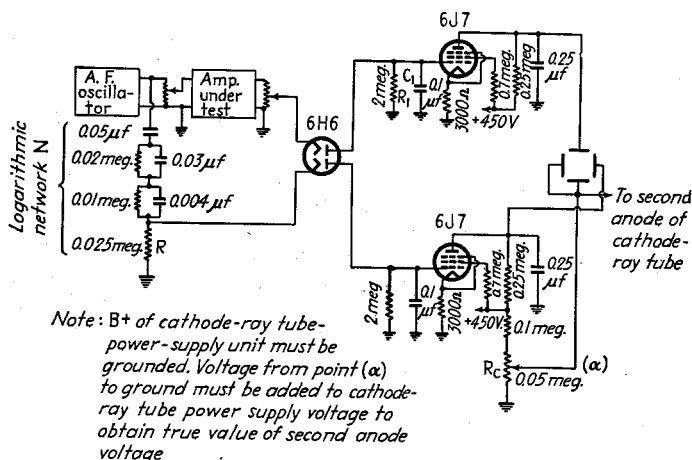 6J7
A. F.
oscilla-
tor
Amp.
under
test
2 meg.
R₁
C₁
0.1
μf
3000Ω
+450V
0.7 meg.
0.25 meg.
0.25
μf
6H6
Logarithmic
network N
0.05μf
0.02 meg.
0.03μf
0.01 meg.
0.004μf
0.025 meg.
R
To second
anode of
cathode-
ray tube
6J7
2 meg
0.1
μf
3000Ω
+450V.
0.7 meg.
0.25 meg.
0.25
μf
0.1 meg.
Rc
(α)
0.05 meg.
Note: B+ of cathode-ray tube-
power-supply unit must be
grounded. Voltage from point (α)
to ground must be added to cathode-
ray tube power supply voltage to
obtain true value of second anode
voltage